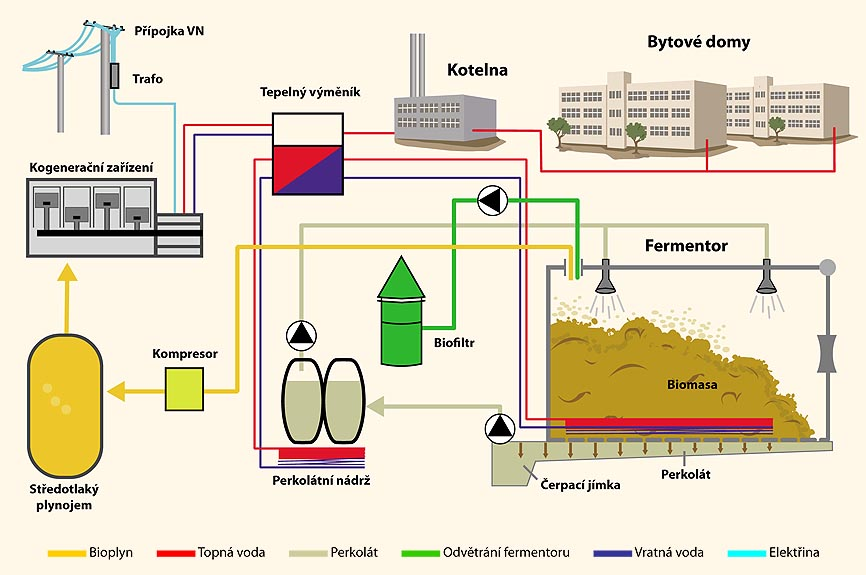 Přípojka VN
Trafo
Kotelna
Bytové domy
Tepelný výměník
Kogenerační zařízení
Fermentor
Kompresor
Biofiltr
Biomasa
Středotlaký
plynojem
Perkolátní nádrž
Čerpací jímka
Perkolát
Bioplyn
Topná voda
Perkolát
Odvětrání fermentoru
Vratná voda
Elektřina